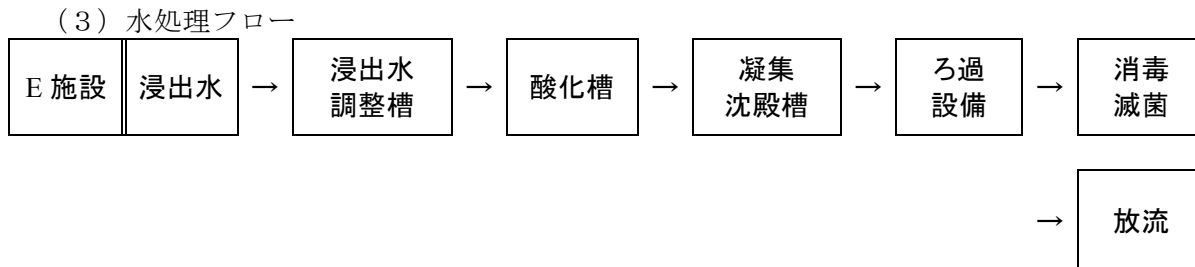 （３）水処理フロー
E 施設 浸出水 → 浸出水
調整槽 → 酸化槽 → 凝集
沈殿槽 → ろ過
設備 → 消毒
滅菌
→ 放流